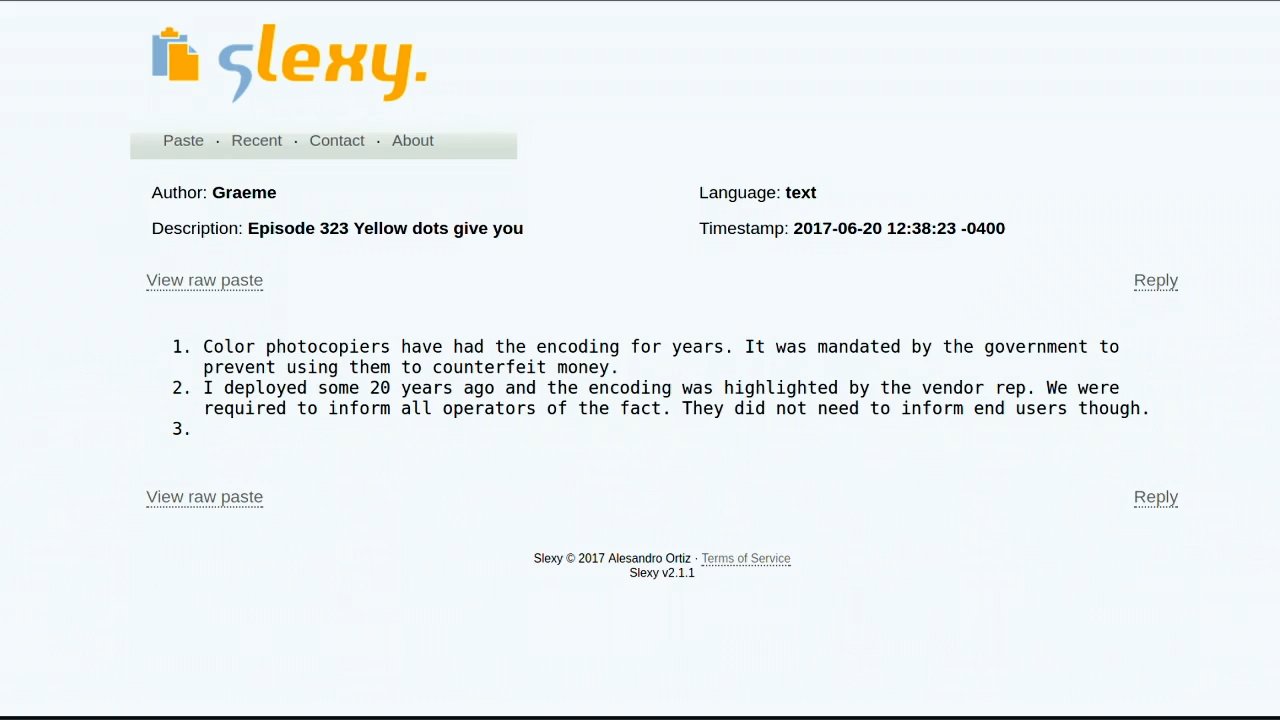 slexy.
Paste · Recent · Contact · About
Author: Graeme
Language: text
Description: Episode 323 Yellow dots give you
Timestamp: 2017-06-20 12:38:23 -0400
View raw paste
Reply
1. Color photocopiers have had the encoding for years. It was mandated by the government to
prevent using them to counterfeit money.
2. I deployed some 20 years ago and the encoding was highlighted by the vendor rep. We were
required to inform all operators of the fact. They did not need to inform end users though.
3.
View raw paste
Reply
Slexy © 2017 Alesandro Ortiz · Terms of Service
Slexy v2.1.1